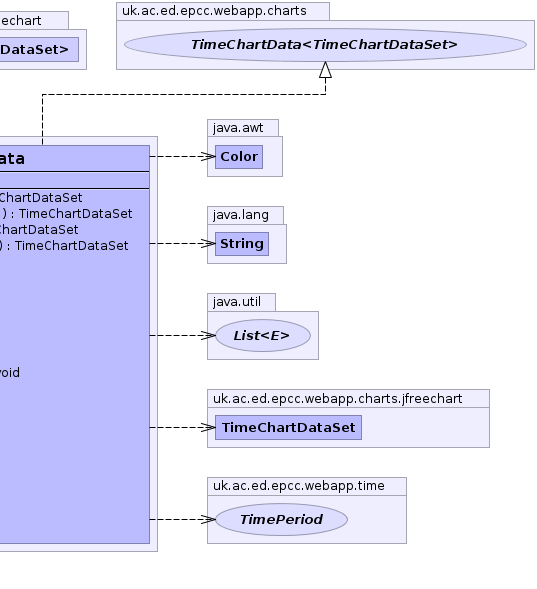 uk.ac.ed.epcc.webapp.charts
echart
DataSet>
TimeChartData<TimeChartDataSet>
java.awt
Color
ata
ChartDataSet
) : TimeChartDataSet
ChartDataSet
) : TimeChartDataSet
java.lang
String
java.util
List<E>
void
uk.ac.ed.epcc.webapp.charts.jfreechart
TimeChartDataSet
uk.ac.ed.epcc.webapp.time
TimePeriod